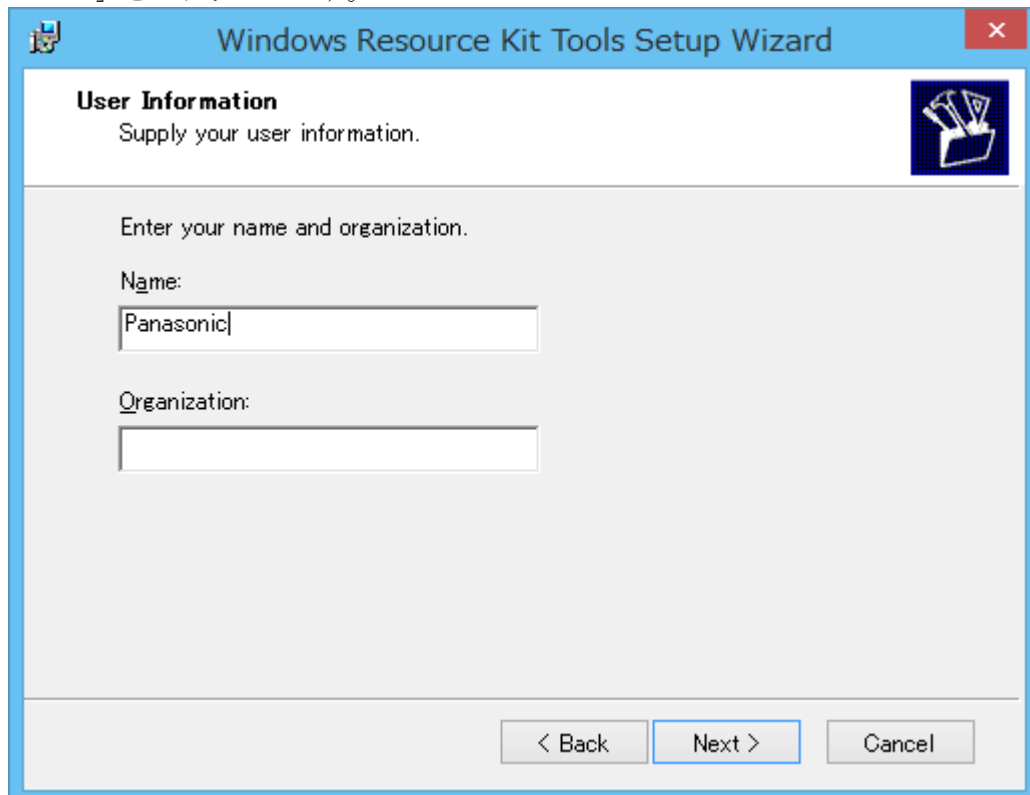 Windows Resource Kit Tools Setup Wizard
User Information
Supply your user information.
Enter your name and organization.
Name:
Panasonic
Organization:
< Back Next > Cancel